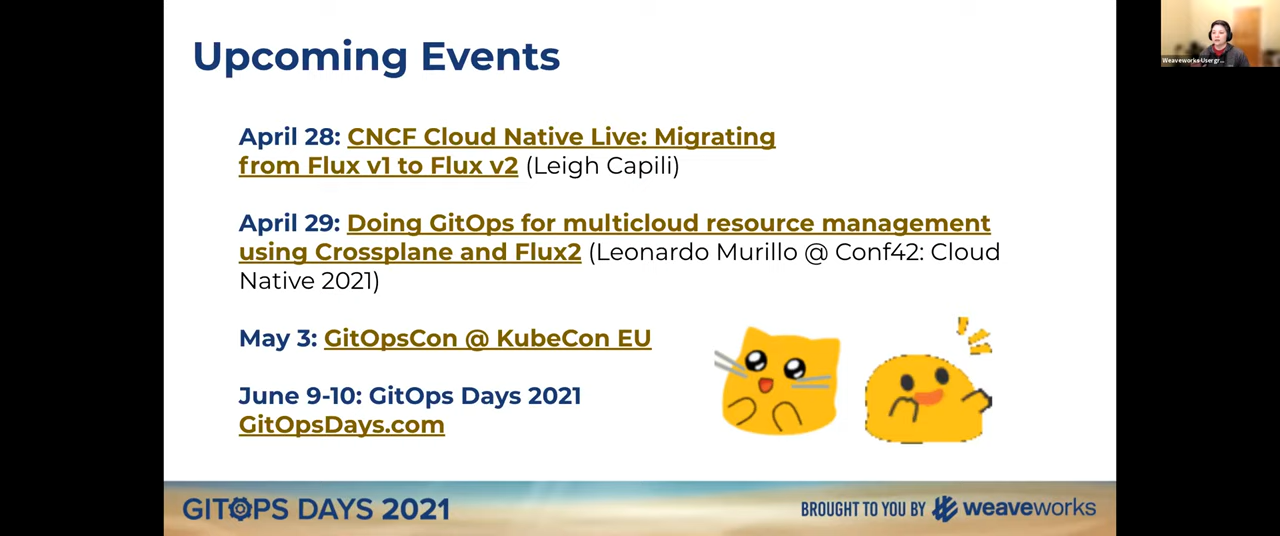 Upcoming Events
April 28: CNCF Cloud Native Live: Migrating
from Flux v1 to Flux v2 (Leigh Capili)
April 29: Doing GitOps for multicloud resource management
using Crossplane and Flux2 (Leonardo Murillo @ Conf42: Cloud
Native 2021)
May 3: GitOpsCon @ KubeCon EU
June 9-10: GitOps Days 2021
GitOpsDays.com
GITOPS DAYS 2021
BROUGHT TO YOU BY weaveworks
Weaveworks Usergr...